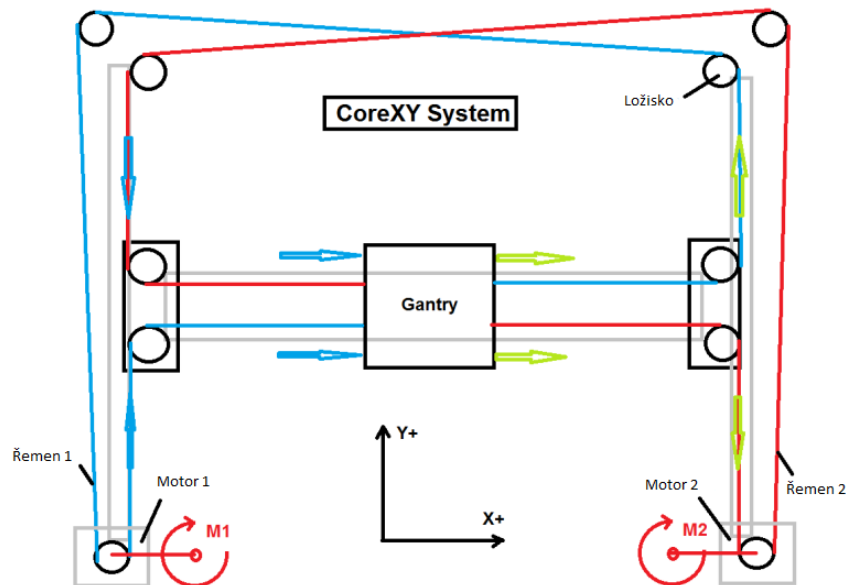 Ložisko
CoreXY System
Gantry
Y+
Řemen 1
Motor 1
X+
Motor 2
Řemen 2
M1
M2